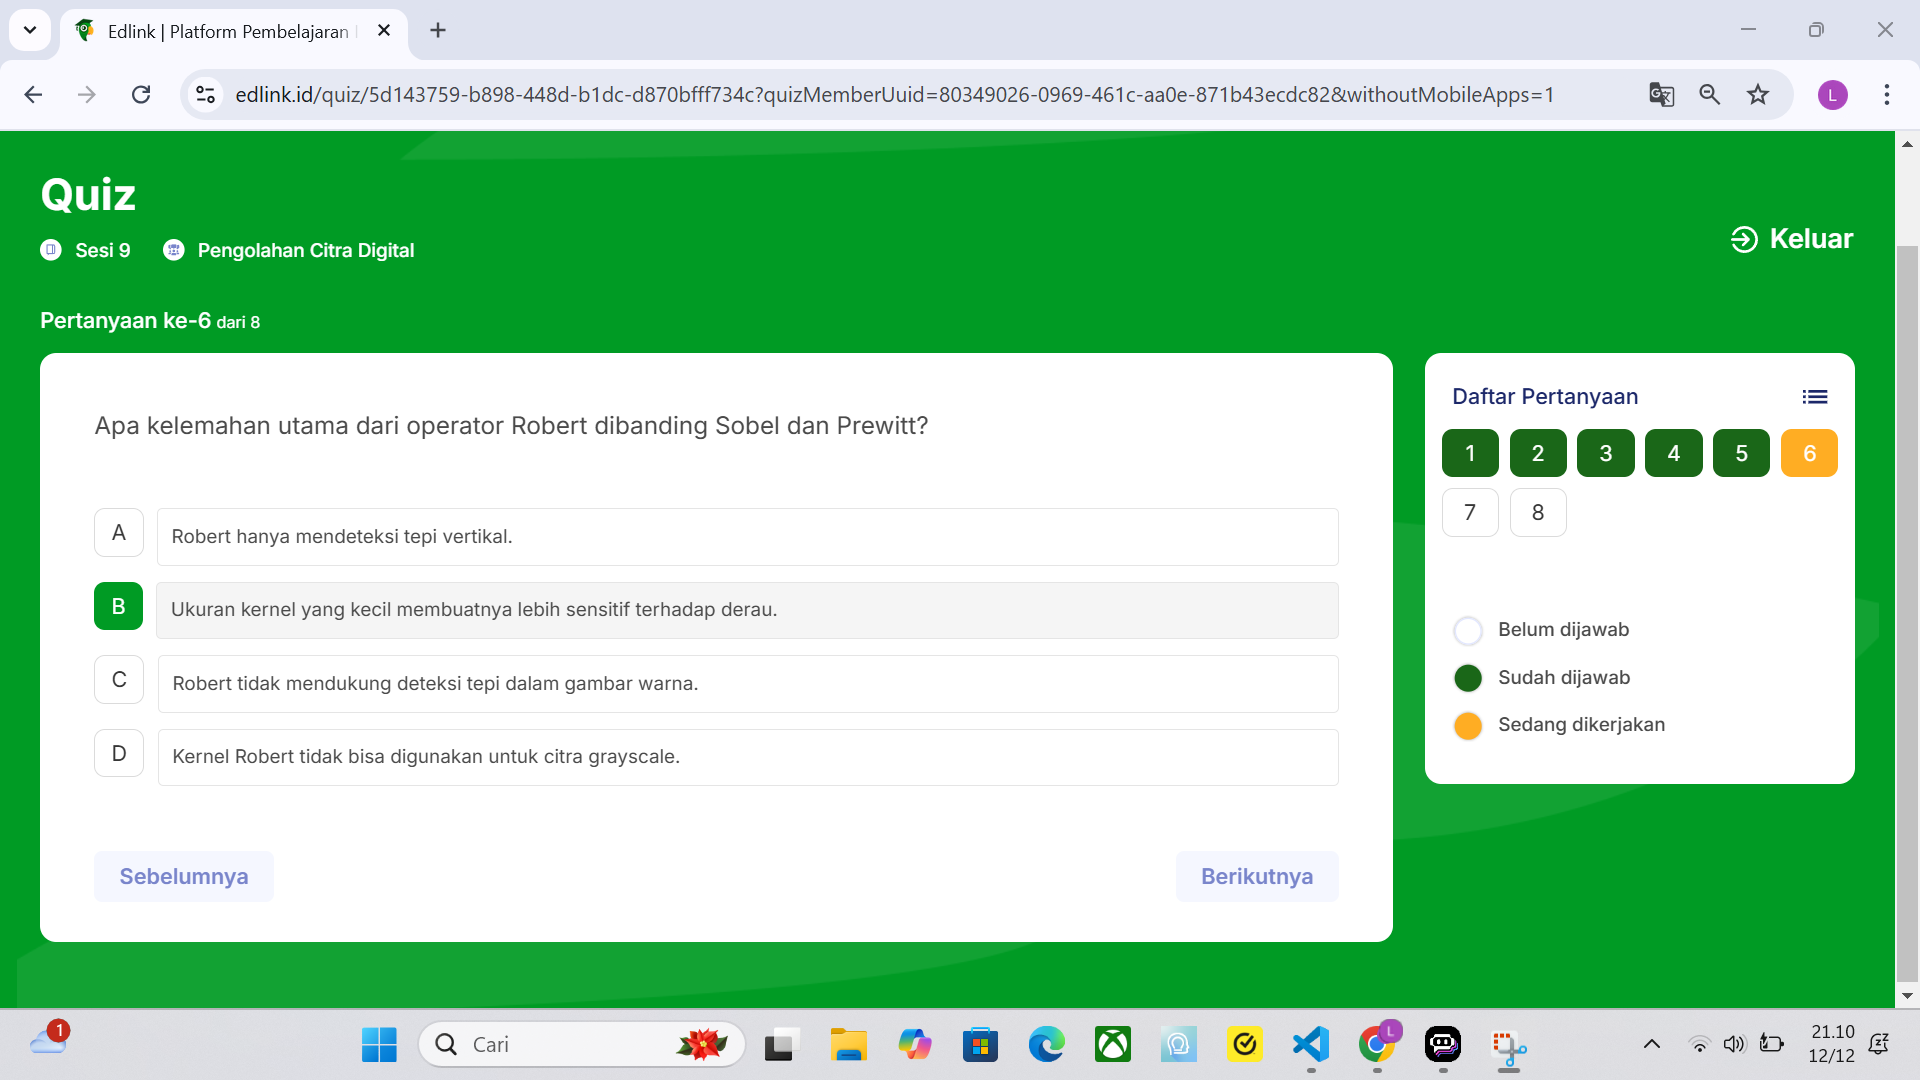 Edlink | Platform Pembelajaran
edlink.id/quiz/5d143759-b898-448d-b1dc-d870bfff734c?quizMemberUuid=80349026-0969-461c-aa0e-871b43ecdc82&withoutMobileApps=1
L
Quiz
Sesi 9
Pengolahan Citra Digital
Keluar
Pertanyaan ke-6 dari 8
Apa kelemahan utama dari operator Robert dibanding Sobel dan Prewitt?
A
Robert hanya mendeteksi tepi vertikal.
B
Ukuran kernel yang kecil membuatnya lebih sensitif terhadap derau.
C
Robert tidak mendukung deteksi tepi dalam gambar warna.
D
Kernel Robert tidak bisa digunakan untuk citra grayscale.
Sebelumnya
Berikutnya
Daftar Pertanyaan
1 2 3 4 5 6
7 8
Belum dijawab
Sudah dijawab
Sedang dikerjakan
1
Cari
L
21.10
12/12